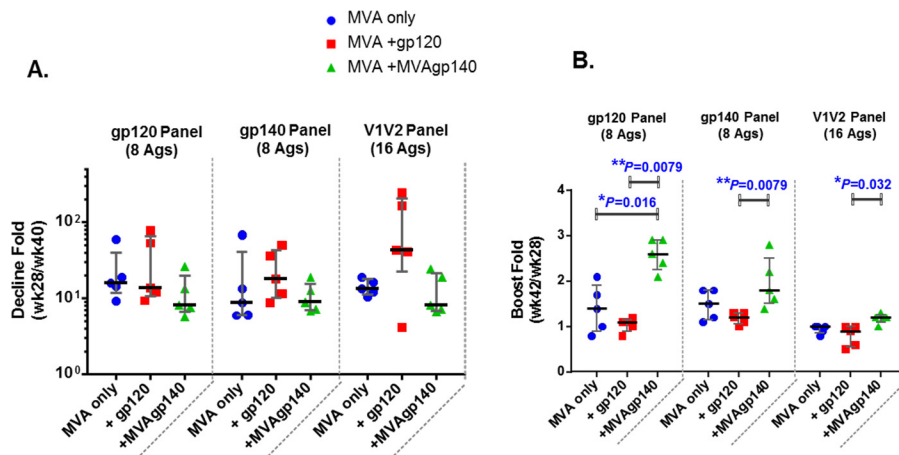 MVA only
MVA +gp120
MVA +MVAgp140
A.
gp120 Panel
(8 Ags)
gp140 Panel
(8 Ags)
V1V2 Panel
(16 Ags)
Decline Fold
(wk28/wk40)
10²
10¹
10⁰
MVA only
+ gp120
+MVAgp140
MVA only
+ gp120
+MVAgp140
MVA only
+ gp120
+MVAgp140
B.
gp120 Panel
(8 Ags)
gp140 Panel
(8 Ags)
V1V2 Panel
(16 Ags)
**P=0.0079
*P=0.016
**P=0.0079
*P=0.032
Boost Fold
(wk42/wk28)
4
3
2
1
0
MVA only
+ gp120
+MVAgp140
MVA only
+ gp120
+MVAgp140
MVA only
+ gp120
+MVAgp140